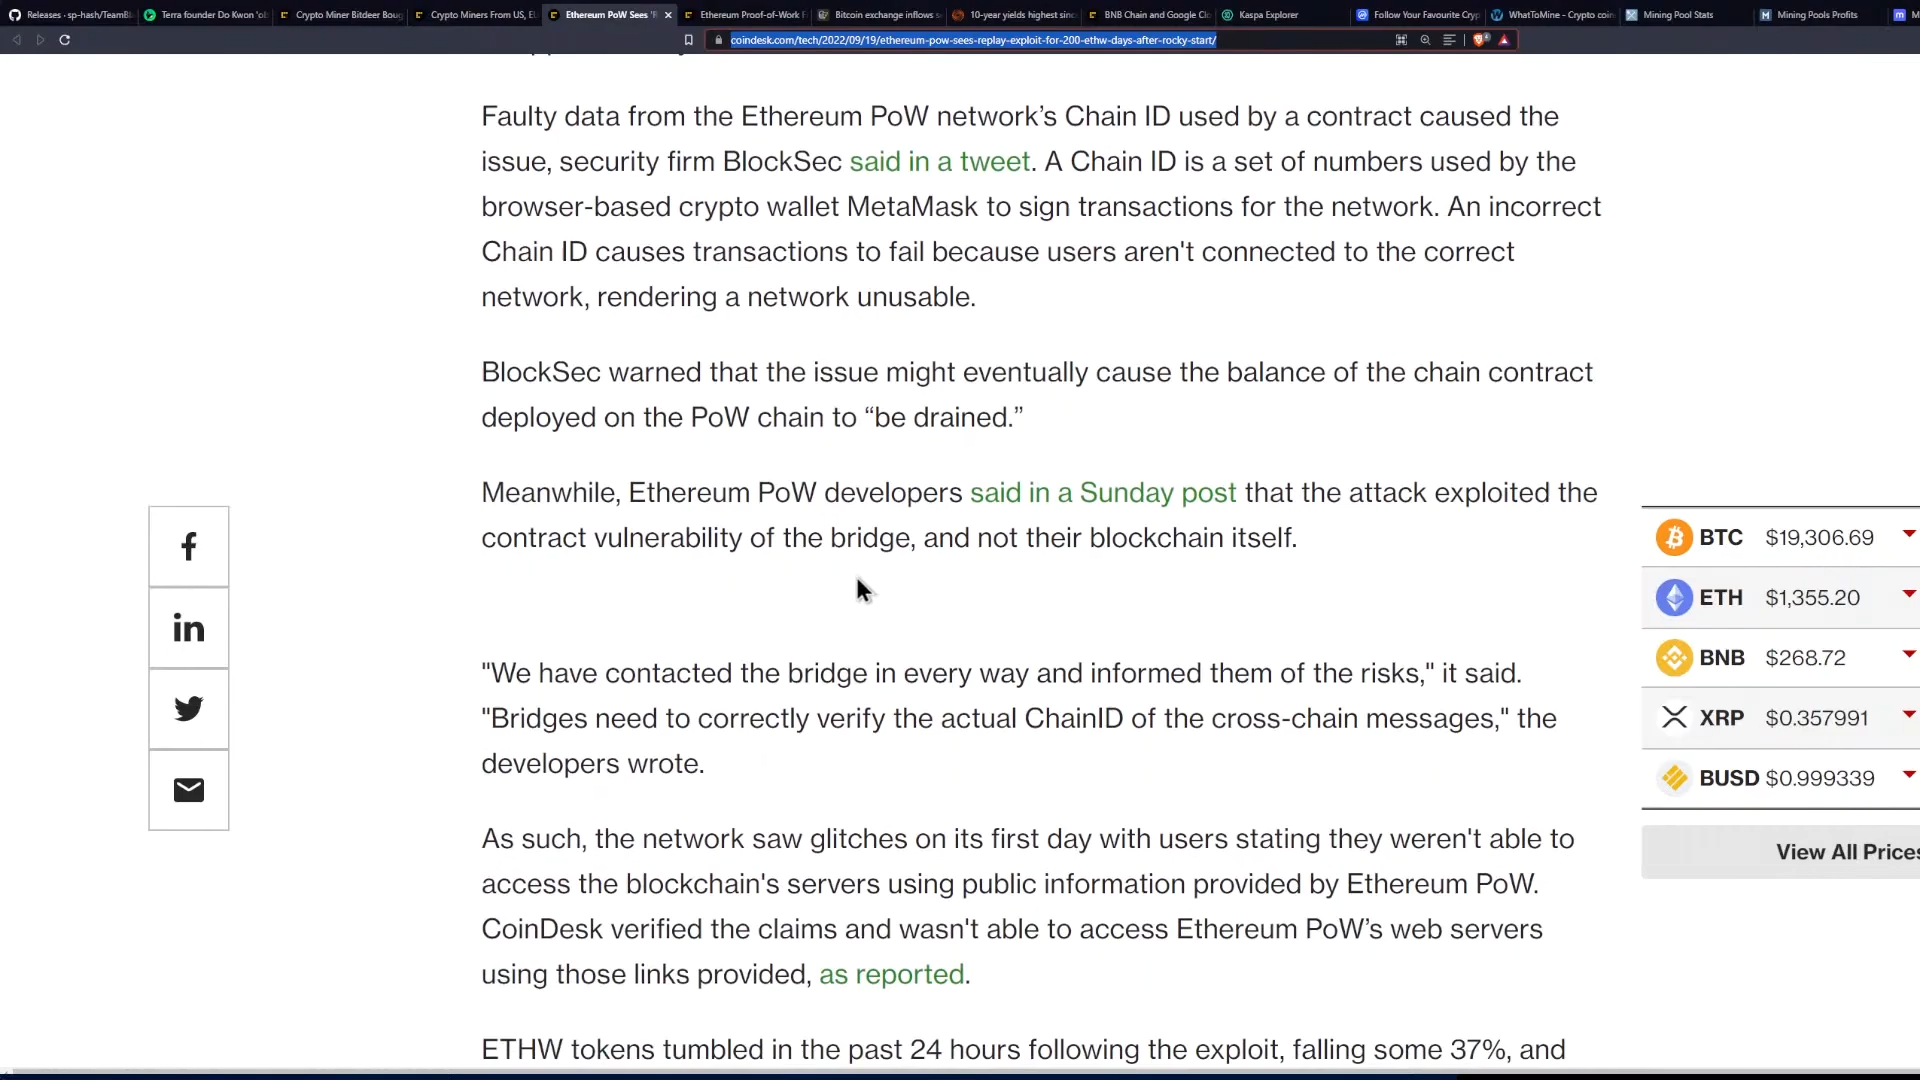 Releases · sp-hash/TeamBl
Terra founder Do Kwon 'o
Crypto Miner Bitdeer Boug
Crypto Miners From US, E
Ethereum PoW Sees 'R
Ethereum Proof-of-Work F
Bitcoin exchange inflows s
10-year yields highest sinc
BNB Chain and Google Cl
Kaspa Explorer
Follow Your Favourite Cryp
WhatToMine - Crypto coin
Mining Pool Stats
Mining Pools Profits
coindesk.com/tech/2022/09/19/ethereum-pow-sees-replay-exploit-for-200-ethw-days-after-rocky-start/
Faulty data from the Ethereum PoW network’s Chain ID used by a contract caused the
issue, security firm BlockSec said in a tweet. A Chain ID is a set of numbers used by the
browser-based crypto wallet MetaMask to sign transactions for the network. An incorrect
Chain ID causes transactions to fail because users aren't connected to the correct
network, rendering a network unusable.
BlockSec warned that the issue might eventually cause the balance of the chain contract
deployed on the PoW chain to “be drained.”
Meanwhile, Ethereum PoW developers said in a Sunday post that the attack exploited the
contract vulnerability of the bridge, and not their blockchain itself.
"We have contacted the bridge in every way and informed them of the risks," it said.
"Bridges need to correctly verify the actual ChainID of the cross-chain messages," the
developers wrote.
As such, the network saw glitches on its first day with users stating they weren't able to
access the blockchain's servers using public information provided by Ethereum PoW.
CoinDesk verified the claims and wasn't able to access Ethereum PoW’s web servers
using those links provided, as reported.
ETHW tokens tumbled in the past 24 hours following the exploit, falling some 37%, and
BTC $19,306.69
ETH $1,355.20
BNB $268.72
XRP $0.357991
BUSD $0.999339
View All Prices